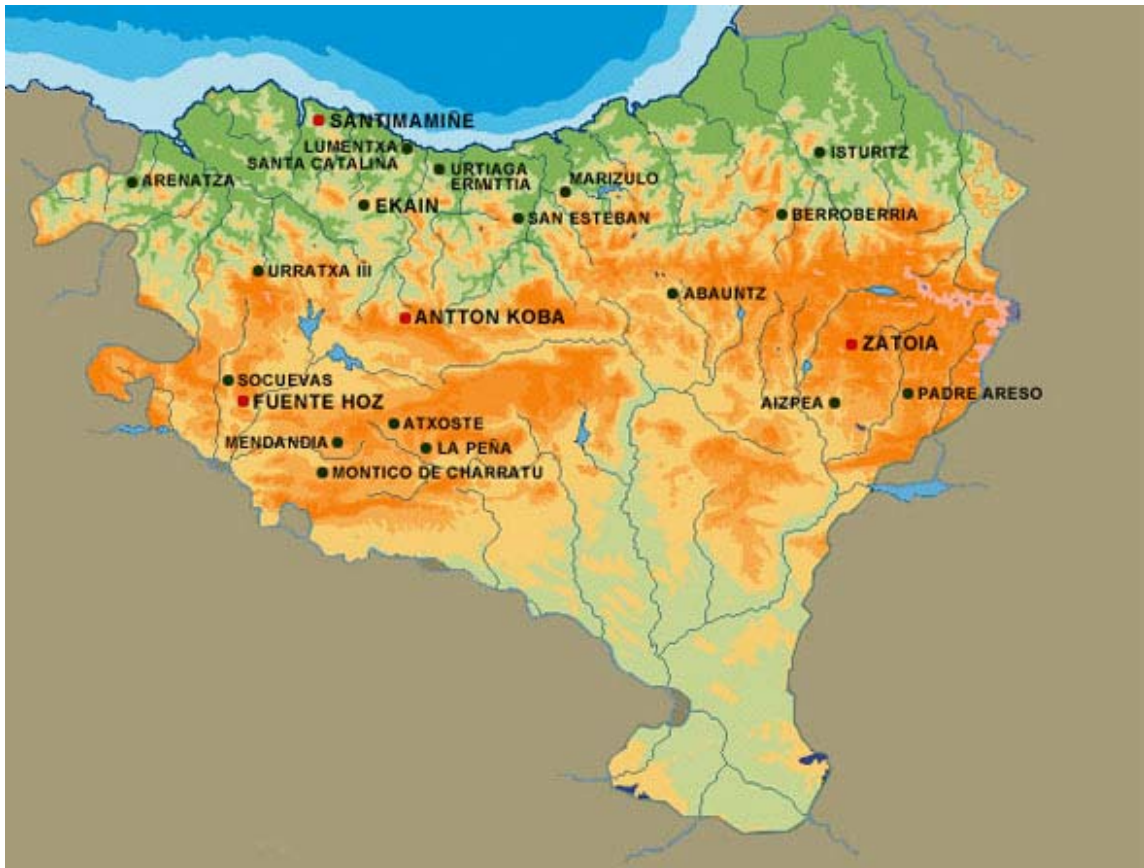 SANTIMAMIÑE
LUMENTXA
SANTA CATALIÑA
URTIAGA
ERMITTIA
MARIZULO
ISTURITZ
ARENATZA
EKAIN
SAN ESTEBAN
BERROBERRIA
URRATXA III
ABAUNTZ
ANTTON KOBA
ZATOIA
SOCUEVAS
FUENTE HOZ
AIZPEA
PADRE ARESO
ATXOSTE
MENDANDIA
LA PEÑA
MONTICO DE CHARRATU